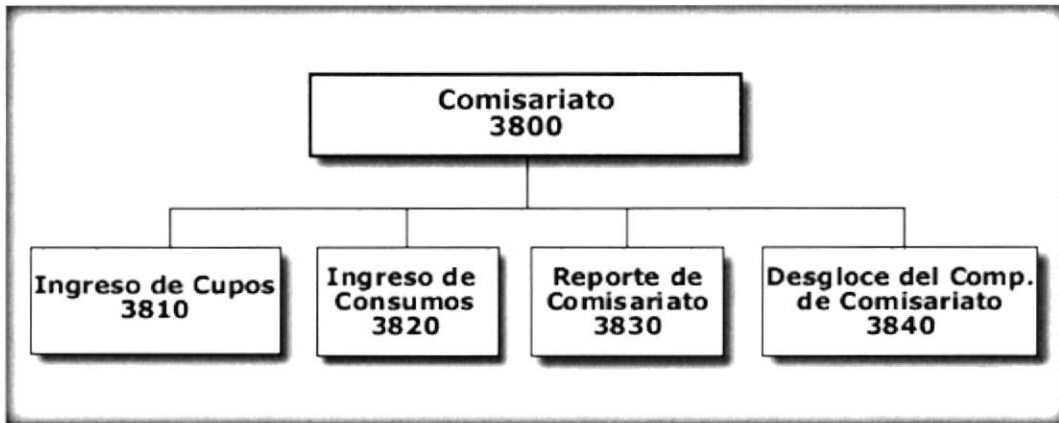 Comisariato
3800
Ingreso de Cupos
3810
Ingreso de
Consumos
3820
Reporte de
Comisariato
3830
Desgloce del Comp.
de Comisariato
3840